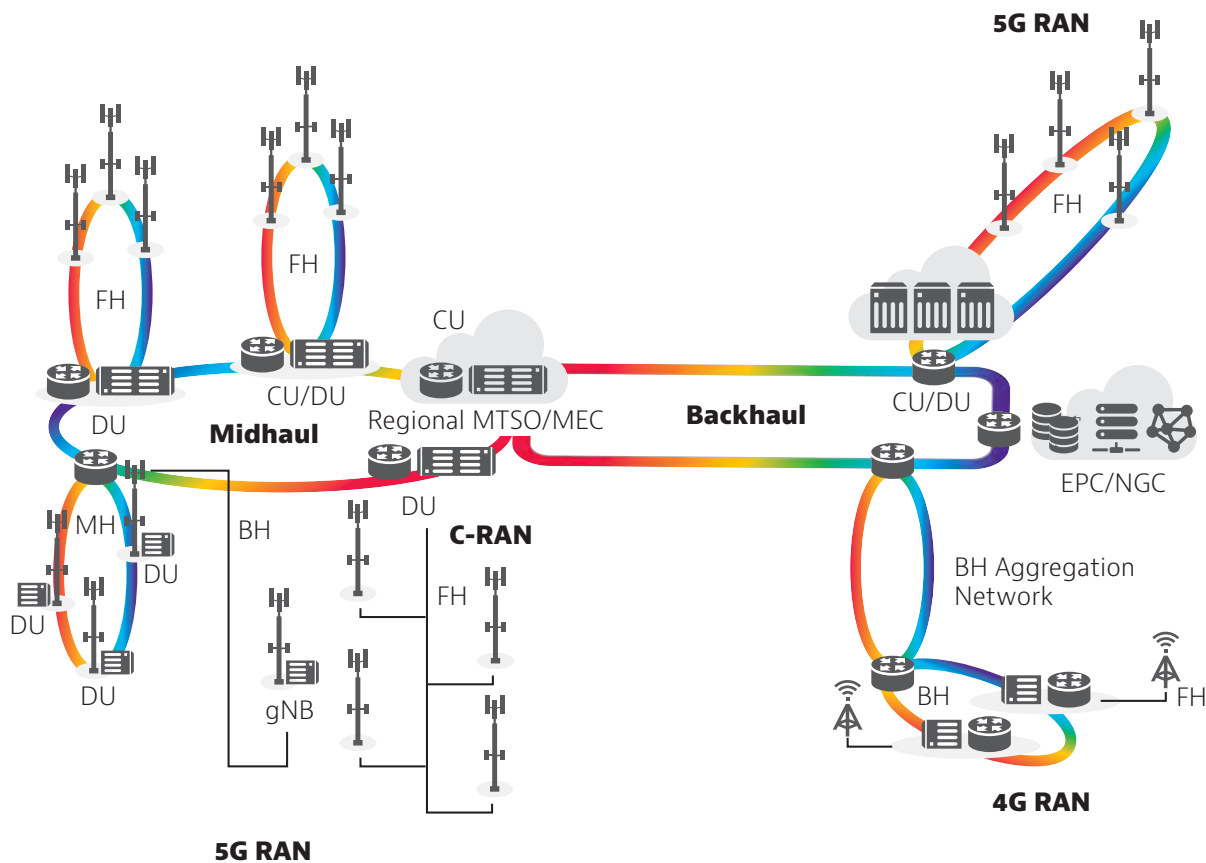 5G RAN
FH
FH
FH
CU
DU
CU/DU
Regional MTSO/MEC
CU/DU
Midhaul
Backhaul
EPC/NGC
DU
MH
BH
C-RAN
DU
DU
DU
FH
BH Aggregation
Network
gNB
BH
FH
4G RAN
5G RAN